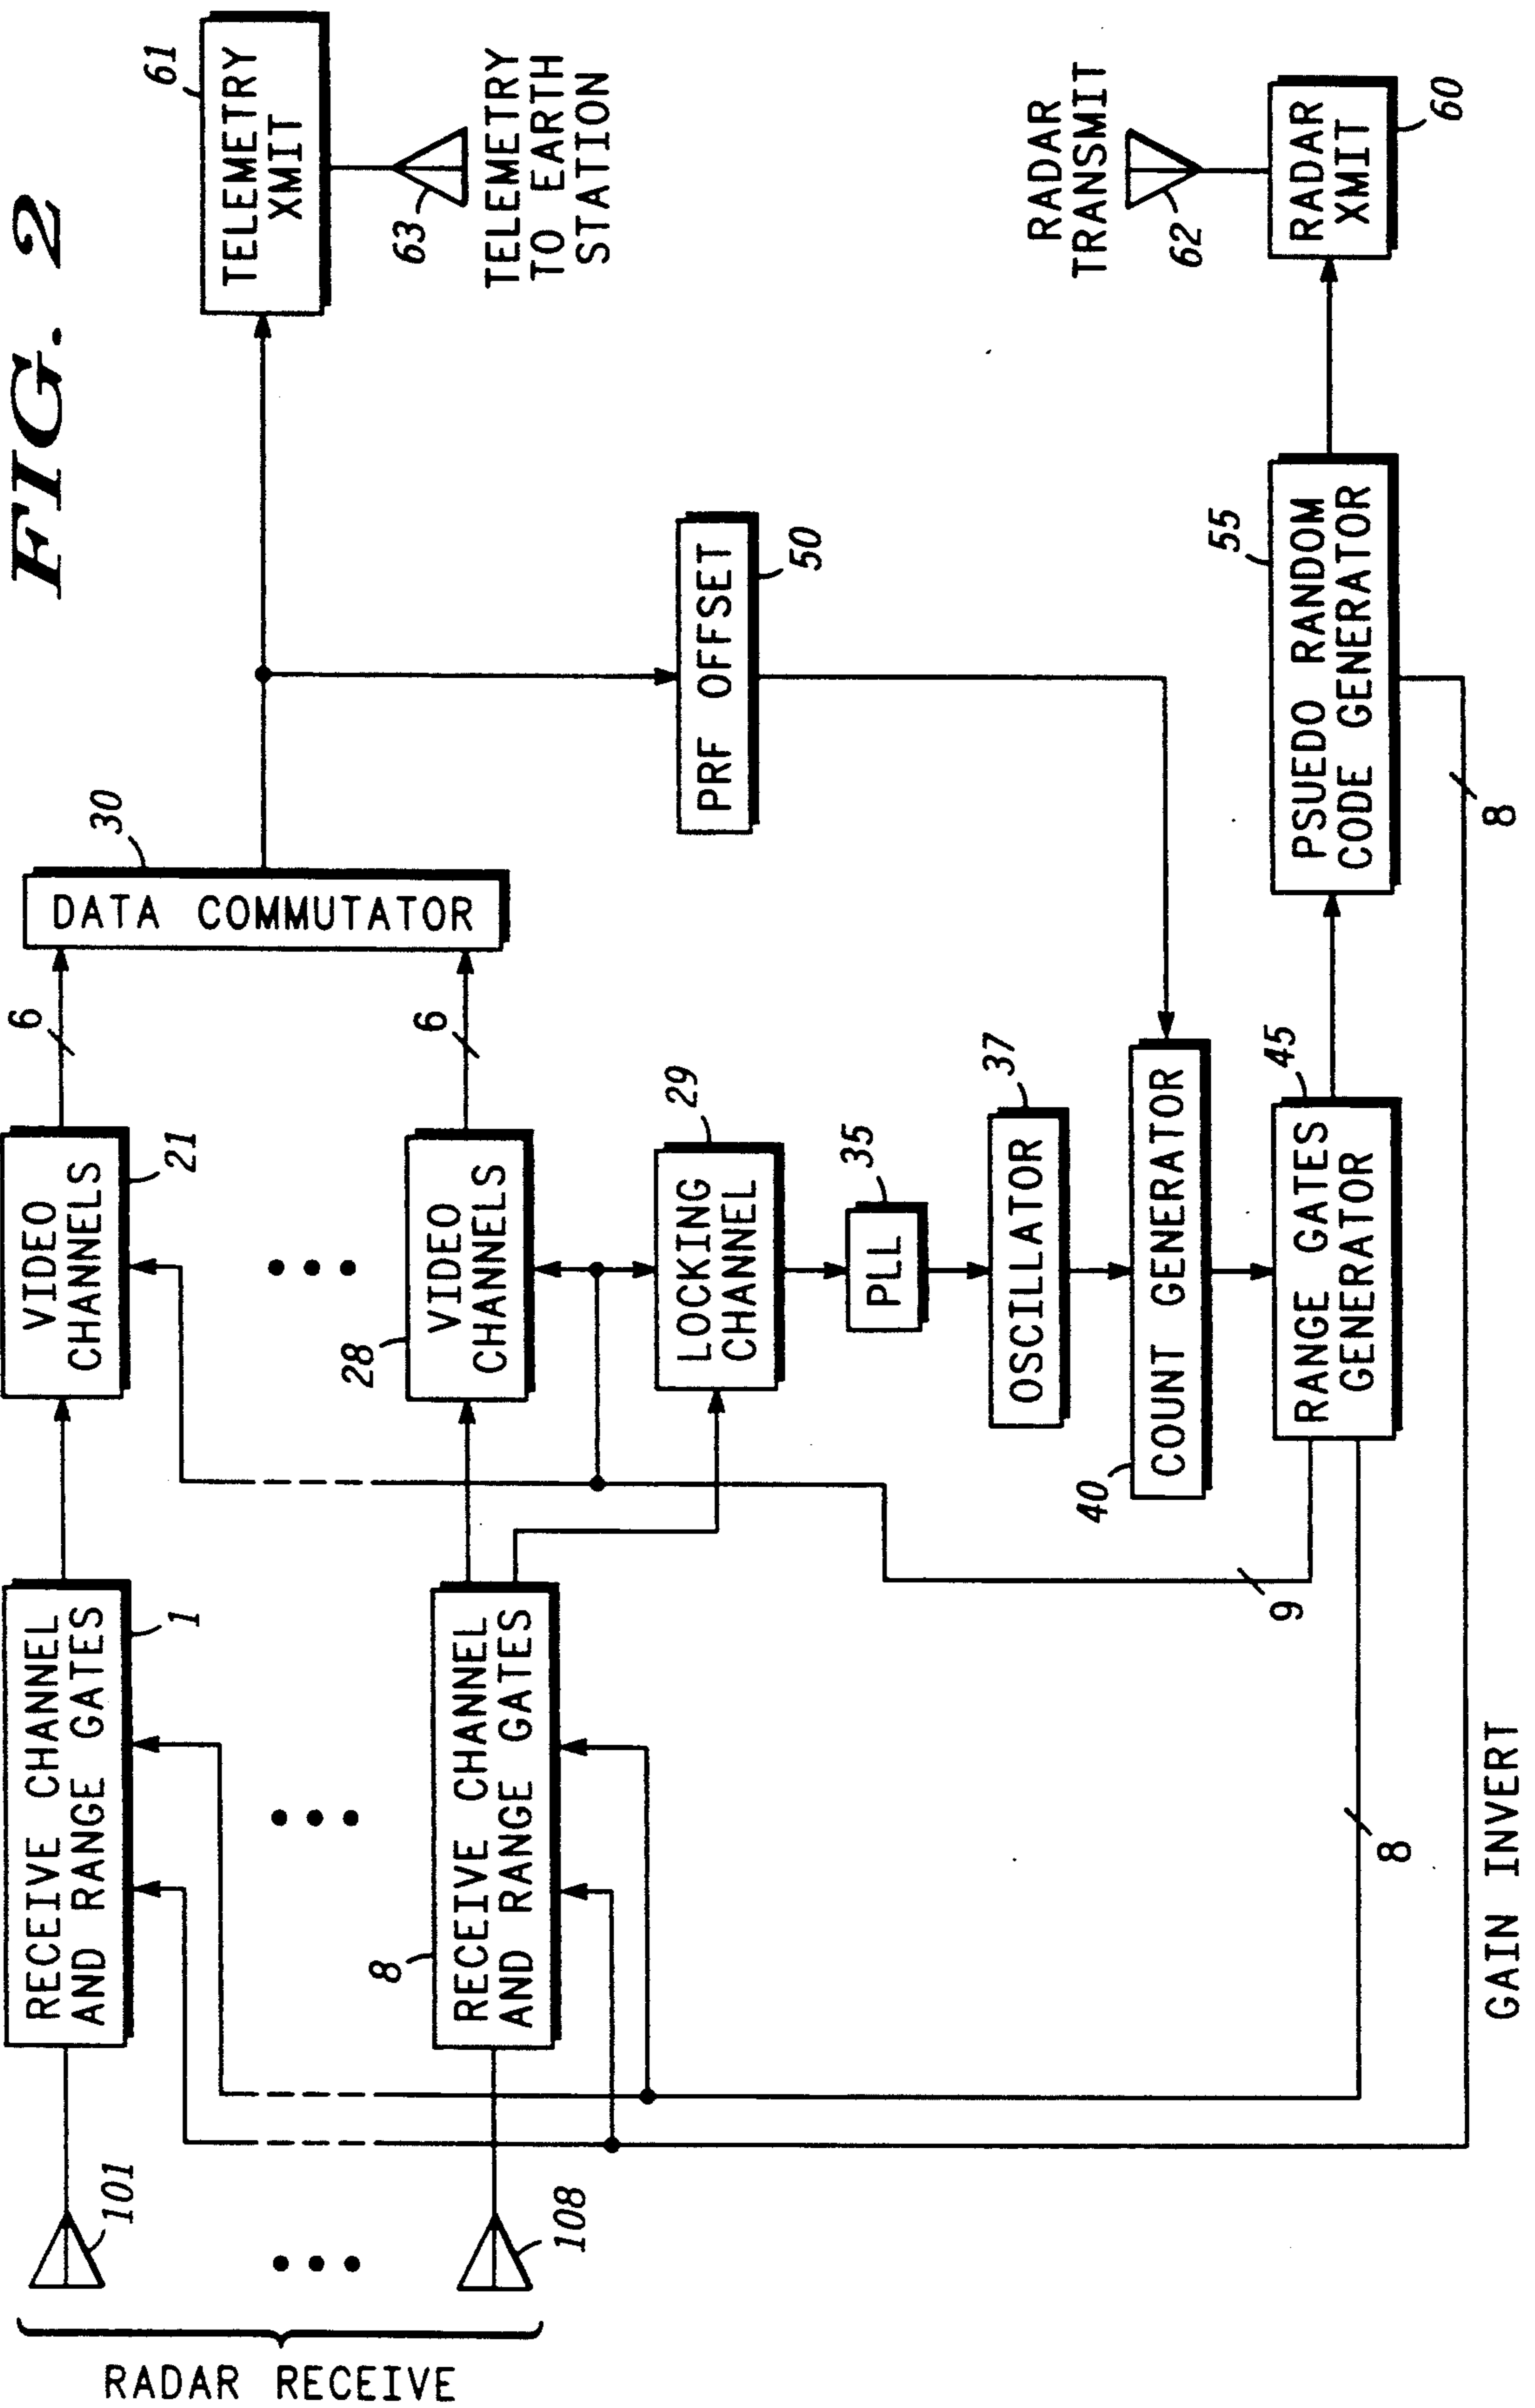 FIG. 2
RADAR RECEIVE
101
108
RECEIVE CHANNEL
AND RANGE GATES
1
RECEIVE CHANNEL
AND RANGE GATES
8
VIDEO
CHANNELS
21
VIDEO
CHANNELS
28
6
6
DATA COMMUTATOR
30
TELEMETRY
XMIT
61
63
TELEMETRY
TO EARTH
STATION
LOCKING
CHANNEL
29
PLL
35
OSCILLATOR
37
PRF OFFSET
50
COUNT GENERATOR
40
RANGE GATES
GENERATOR
45
9
8
PSUEDO RANDOM
CODE GENERATOR
55
8
RADAR
TRANSMIT
62
RADAR
XMIT
60
GAIN INVERT